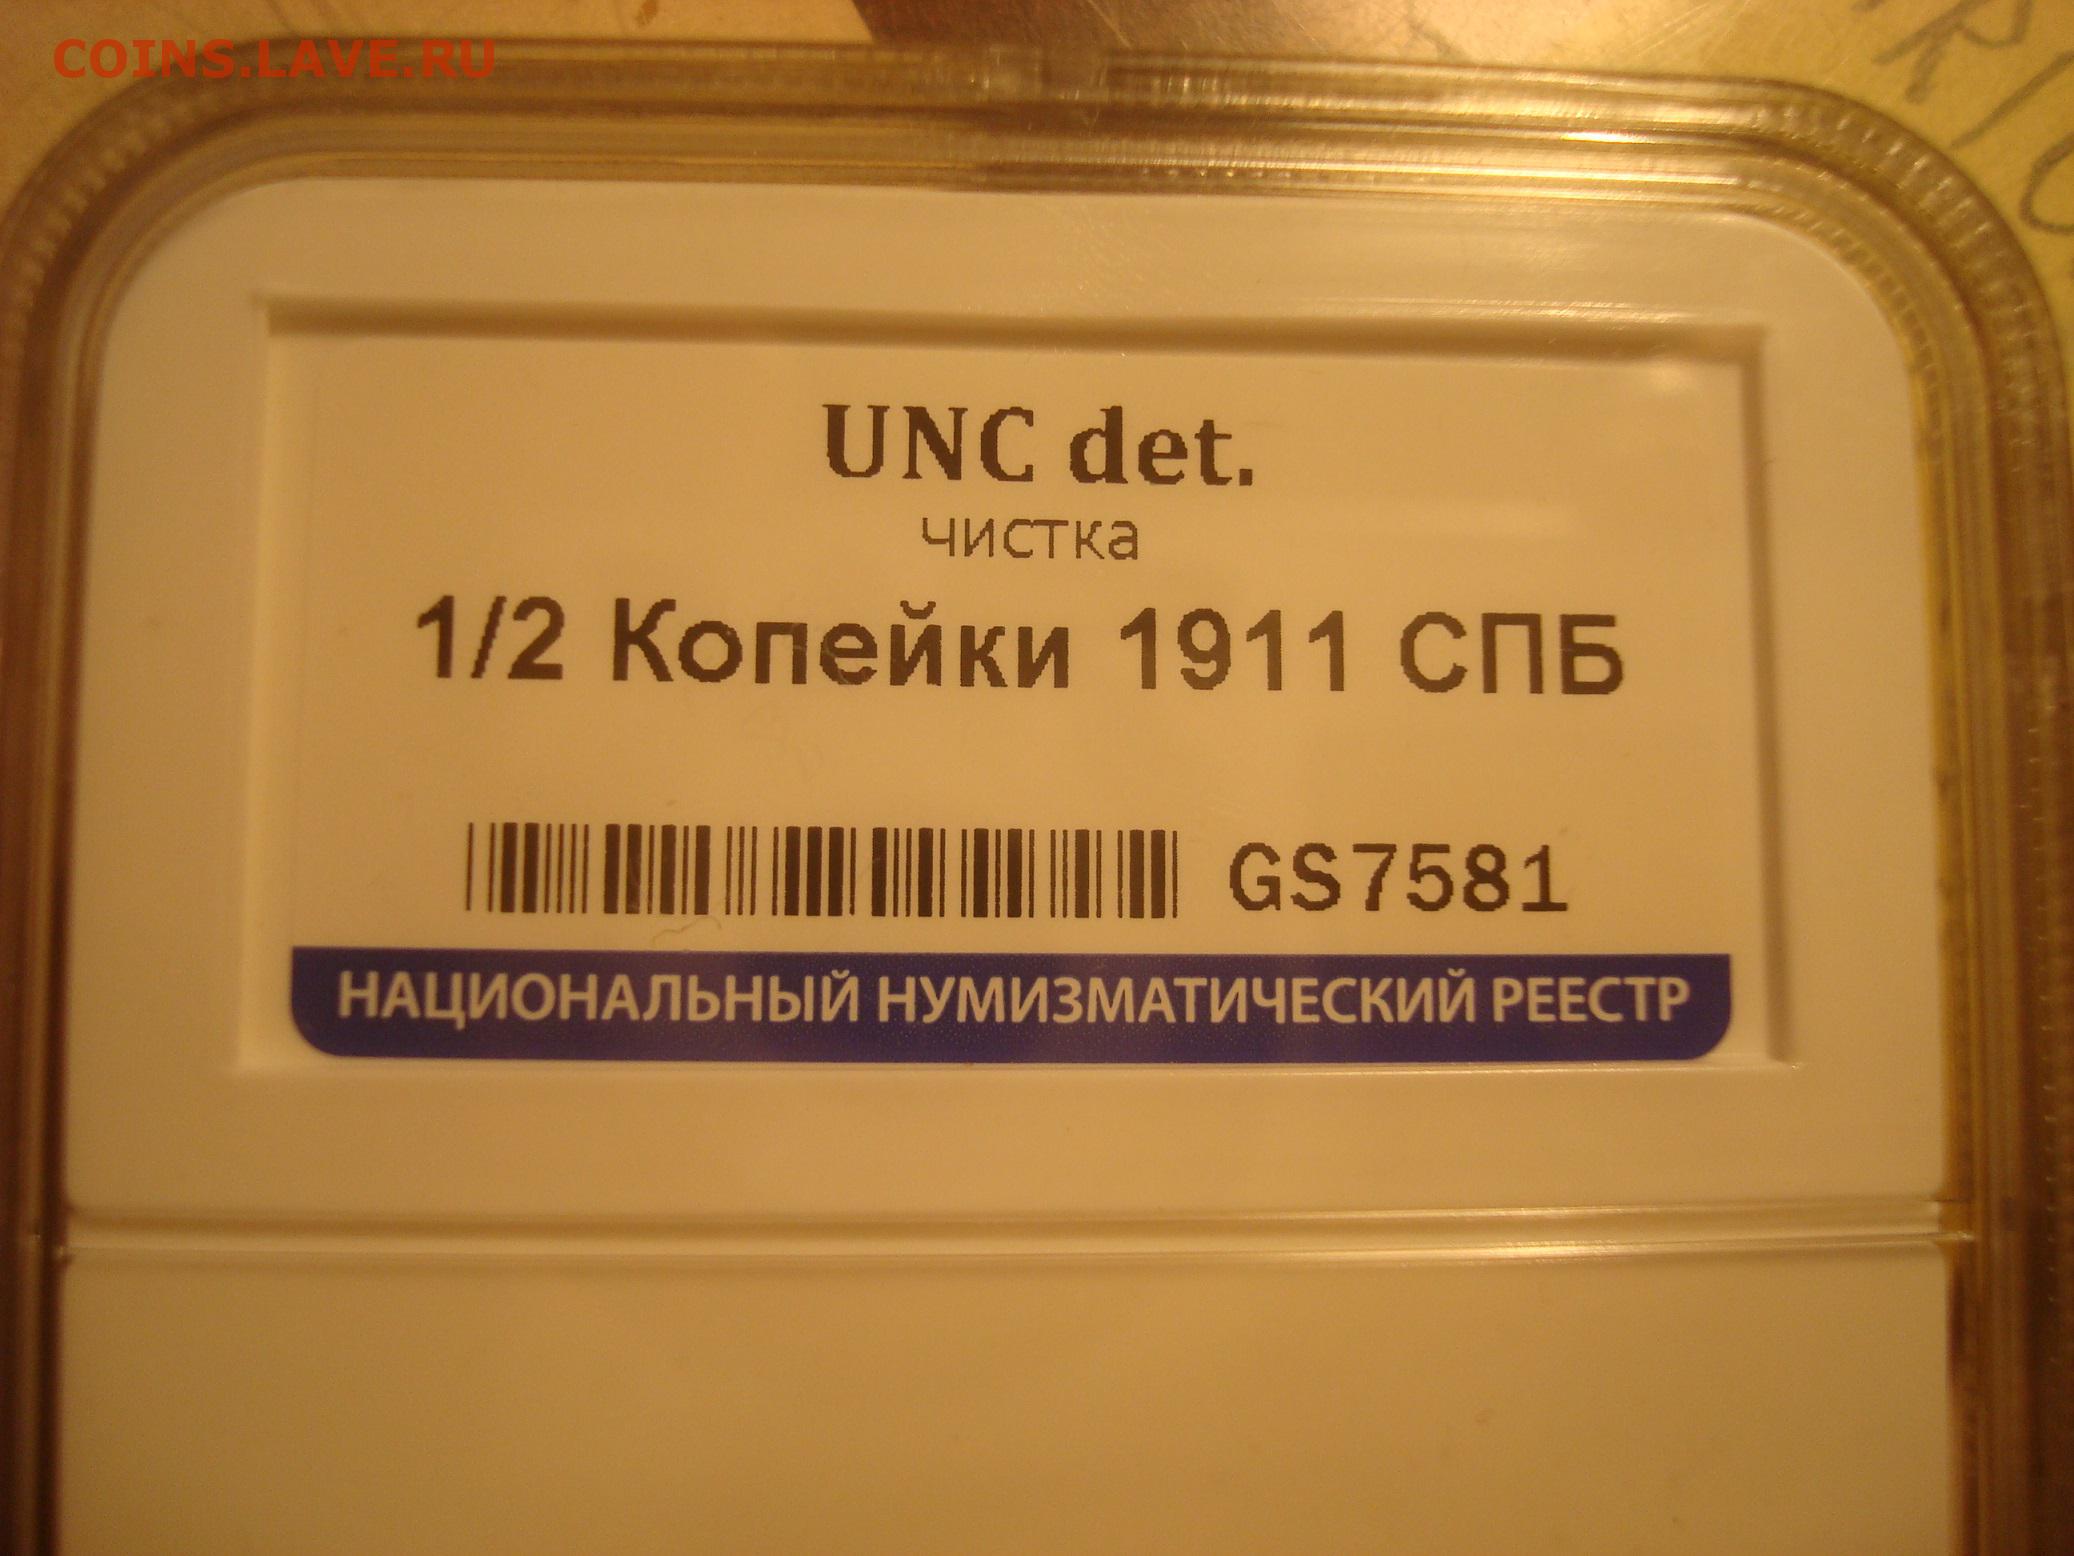 COINS.LAVE.RU
UNC det.
чистка
1/2 Копейки 1911 СПБ
GS7581
НАЦИОНАЛЬНЫЙ НУМИЗМАТИЧЕСКИЙ РЕЕСТР